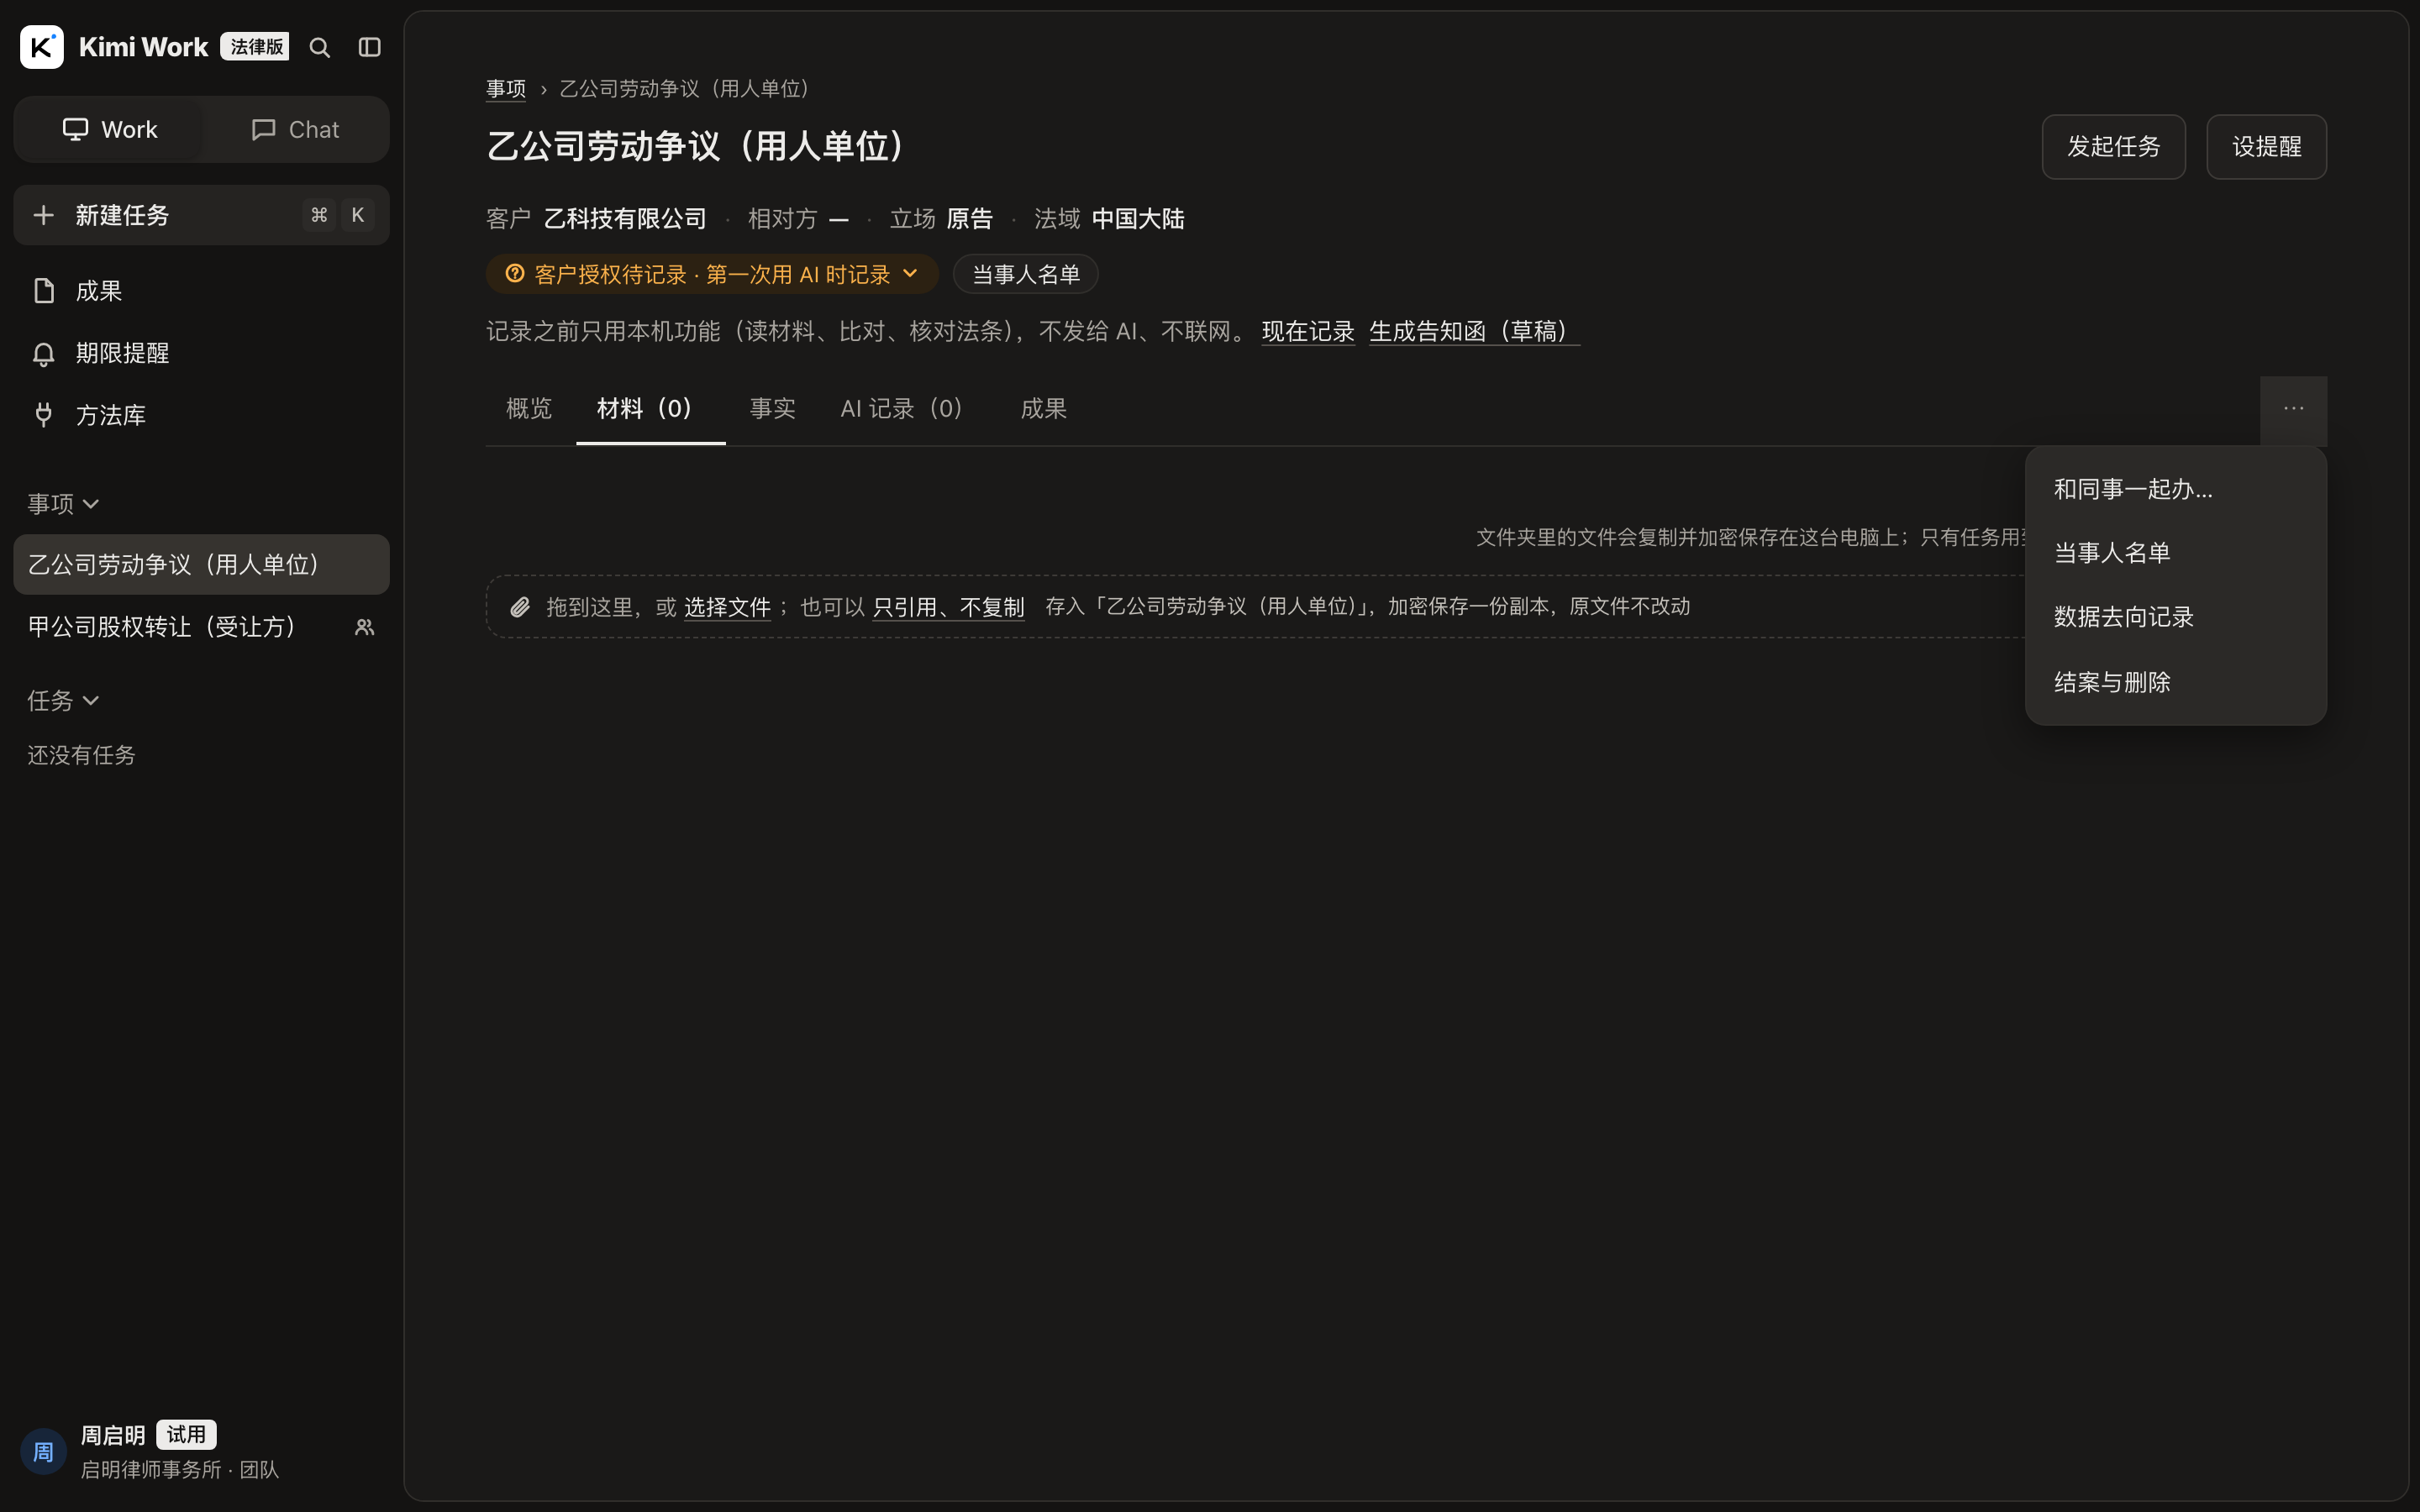 Kimi Work 法律版
Work Chat
新建任务 ⌘ K
成果
期限提醒
方法库
事项
乙公司劳动争议（用人单位）
甲公司股权转让（受让方）
任务
还没有任务
周 周启明 试用
启明律师事务所 · 团队
事项 › 乙公司劳动争议（用人单位）
乙公司劳动争议（用人单位）
发起任务 设提醒
客户 乙科技有限公司 · 相对方 — · 立场 原告 · 法域 中国大陆
客户授权待记录 · 第一次用 AI 时记录 当事人名单
记录之前只用本机功能（读材料、比对、核对法条），不发给 AI、不联网。 现在记录 生成告知函（草稿）
概览 材料（0） 事实 AI 记录（0） 成果 ···
文件夹里的文件会复制并加密保存在这台电脑上；只有任务用
拖到这里，或 选择文件；也可以 只引用、不复制 存入「乙公司劳动争议（用人单位）」，加密保存一份副本，原文件不改动
和同事一起办...
当事人名单
数据去向记录
结案与删除